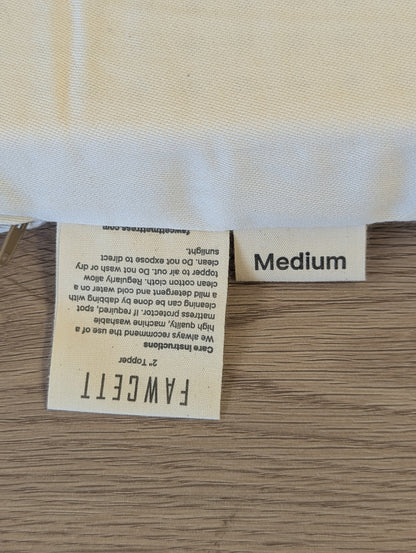 FAWCETT
2" Topper
Care instructions
We always recommend the use of a
high quality, machine washable
mattress protector. If required, spot
cleaning can be done by dabbing with
a mild detergent and cold water on a
clean cotton cloth. Regularly allow
topper to air out. Do not wash or dry
clean. Do not expose to direct
sunlight.
fawcettmattress.com
Medium